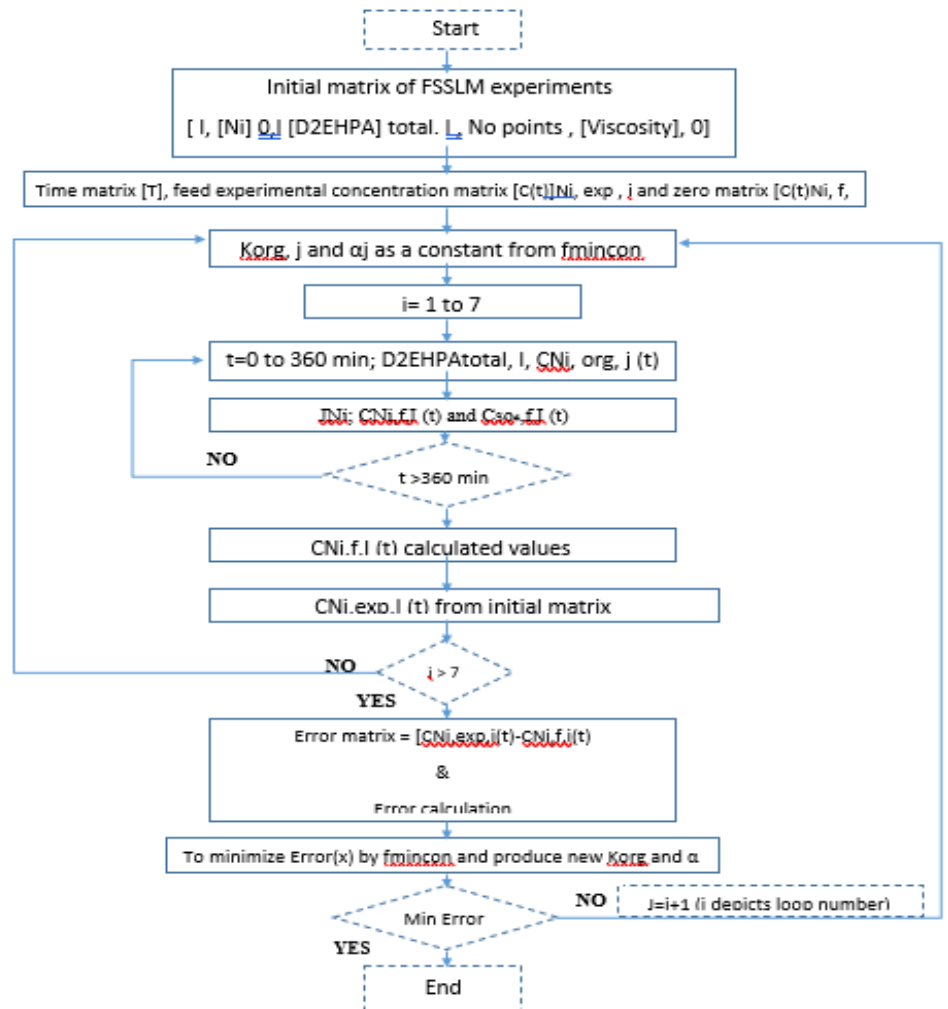 Start
Initial matrix of FSSLM experiments
[ I, [Ni] 0,I [D2EHPA] total. L, No points , [Viscosity], 0]
Time matrix [T], feed experimental concentration matrix [C(t)]Ni, exp , j and zero matrix [C(t)Ni, f,
Korg, j and αj as a constant from fmincon
i= 1 to 7
t=0 to 360 min; D2EHPAtotal, I, CNi, org, j (t)
JNi; CNi,f,I (t) and (t)
NO
t >360 min
CNi.f.I (t) calculated values
CNi.exp.I (t) from initial matrix
NO
i > 7
YES
Error matrix = [CNi,exp,i(t)-CNi,f,i(t)
&
Error calculation
To minimize Error(x) by fmincon and produce new Korg and α
NO
J=i+1 (i depicts loop number)
Min Error
YES
End